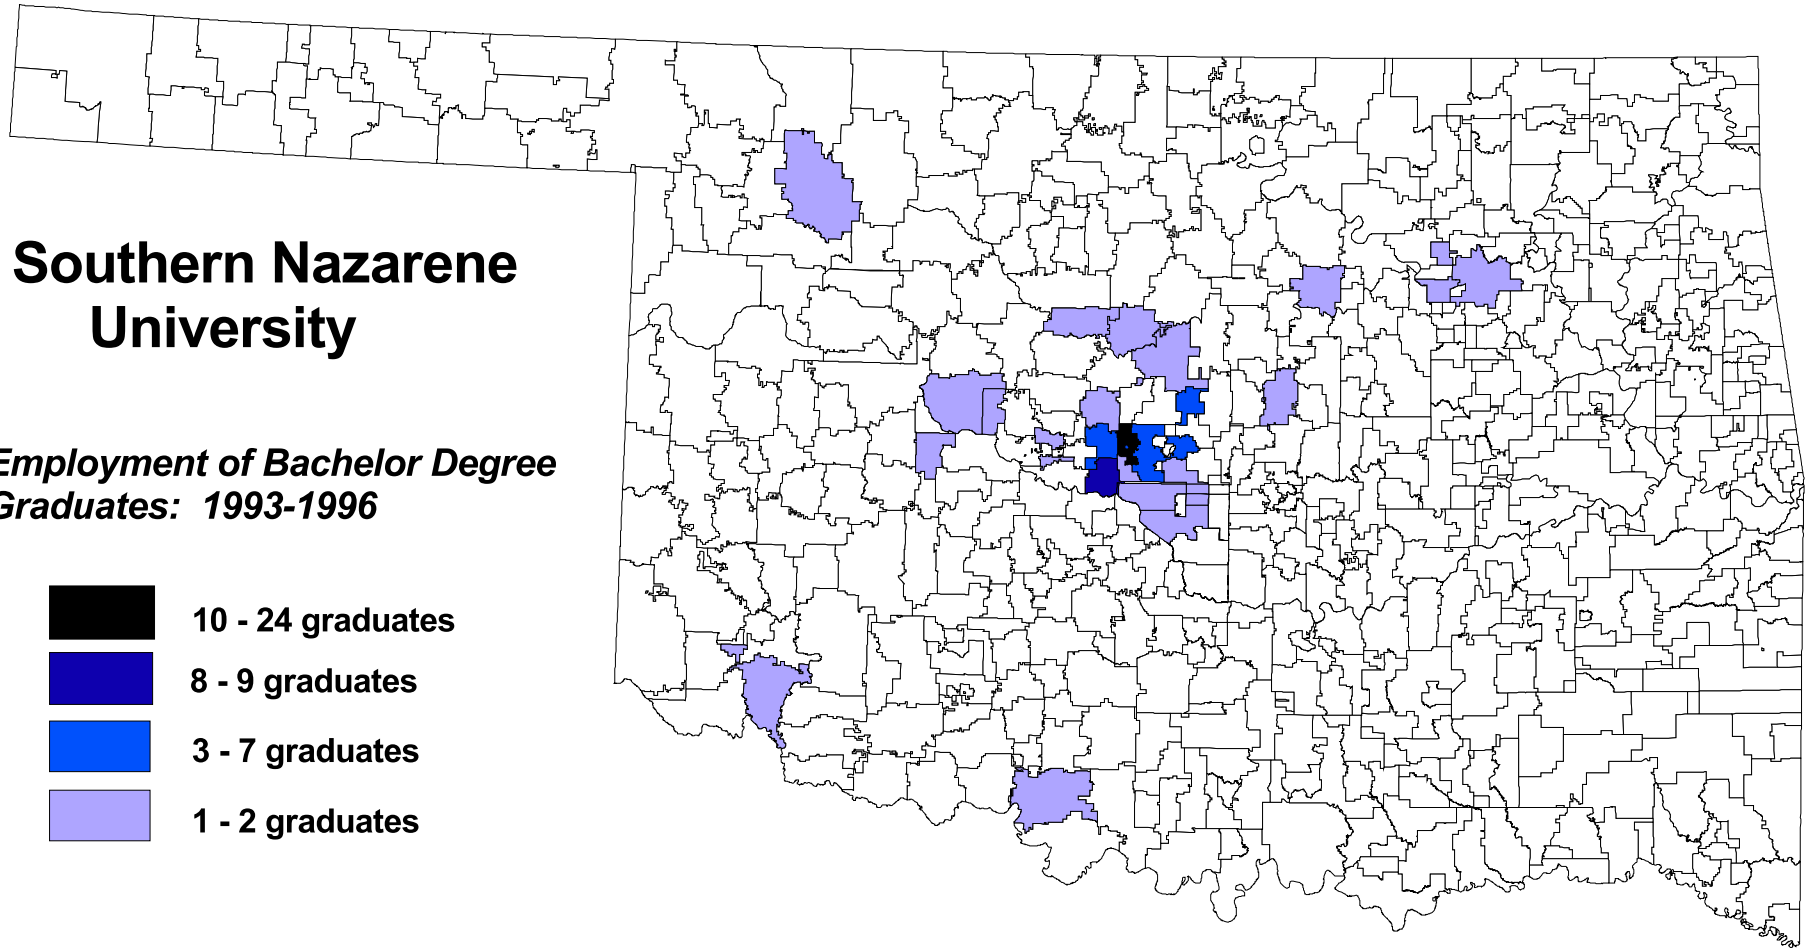 Southern Nazarene
University
Employment of Bachelor Degree
Graduates: 1993-1996
10 - 24 graduates
8 - 9 graduates
3 - 7 graduates
1 - 2 graduates